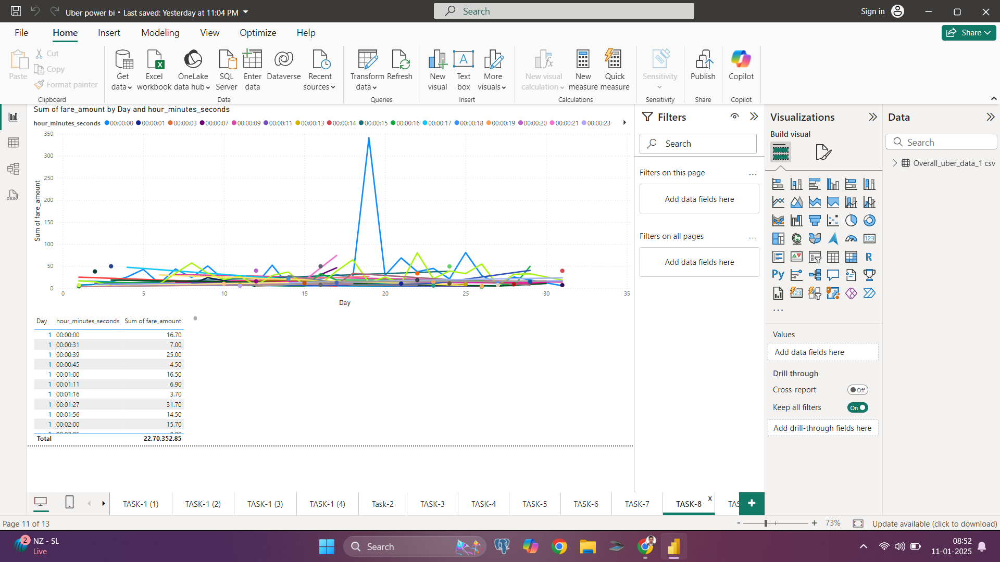 Uber power bi • Last saved: Yesterday at 11:04 PM
Search
Sign in
File Home Insert Modeling View Optimize Help
Share
Paste
Cut
Copy
Format painter
Clipboard
Get data
Excel workbook
OneLake data hub
SQL Server
Enter data
Dataverse
Recent sources
Data
Transform data
Refresh
Queries
New visual
Text box
More visuals
Insert
New visual calculation
New measure
Quick measure
Calculations
Sensitivity
Sensitivity
Publish
Share
Copilot
Copilot
Sum of fare_amount by Day and hour_minutes_seconds
hour_minutes_seconds 00:00:00 00:00:01 00:00:03 00:00:07 00:00:09 00:00:11 00:00:13 00:00:14 00:00:15 00:00:16 00:00:17 00:00:18 00:00:19 00:00:20 00:00:21 00:00:23
Sum of fare_amount
350
300
250
200
150
100
50
0
0 5 10 15 20 25 30 35
Day
Day hour_minutes_seconds Sum of fare_amount
1 00:00:00 16.70
1 00:00:31 7.00
1 00:00:39 25.00
1 00:00:45 4.50
1 00:01:00 16.50
1 00:01:11 6.90
1 00:01:16 3.70
1 00:01:27 31.70
1 00:01:56 14.50
1 00:02:00 15.70
Total 22,70,352.85
Filters
Search
Filters on this page ...
Add data fields here
Filters on all pages ...
Add data fields here
Visualizations
Build visual
123
R
Py
123
...
Values
Add data fields here
Drill through
Cross-report Off
Keep all filters On
Add drill-through fields here
Data
Search
Overall_uber_data_1 csv
DAX
TASK-1 (1) TASK-1 (2) TASK-1 (3) TASK-1 (4) Task-2 TASK-3 TASK-4 TASK-5 TASK-6 TASK-7 TASK-8 x TAS +
Page 11 of 13
- + 73%
Update available (click to download)
2
NZ - SL
Live
Search
08:52
11-01-2025